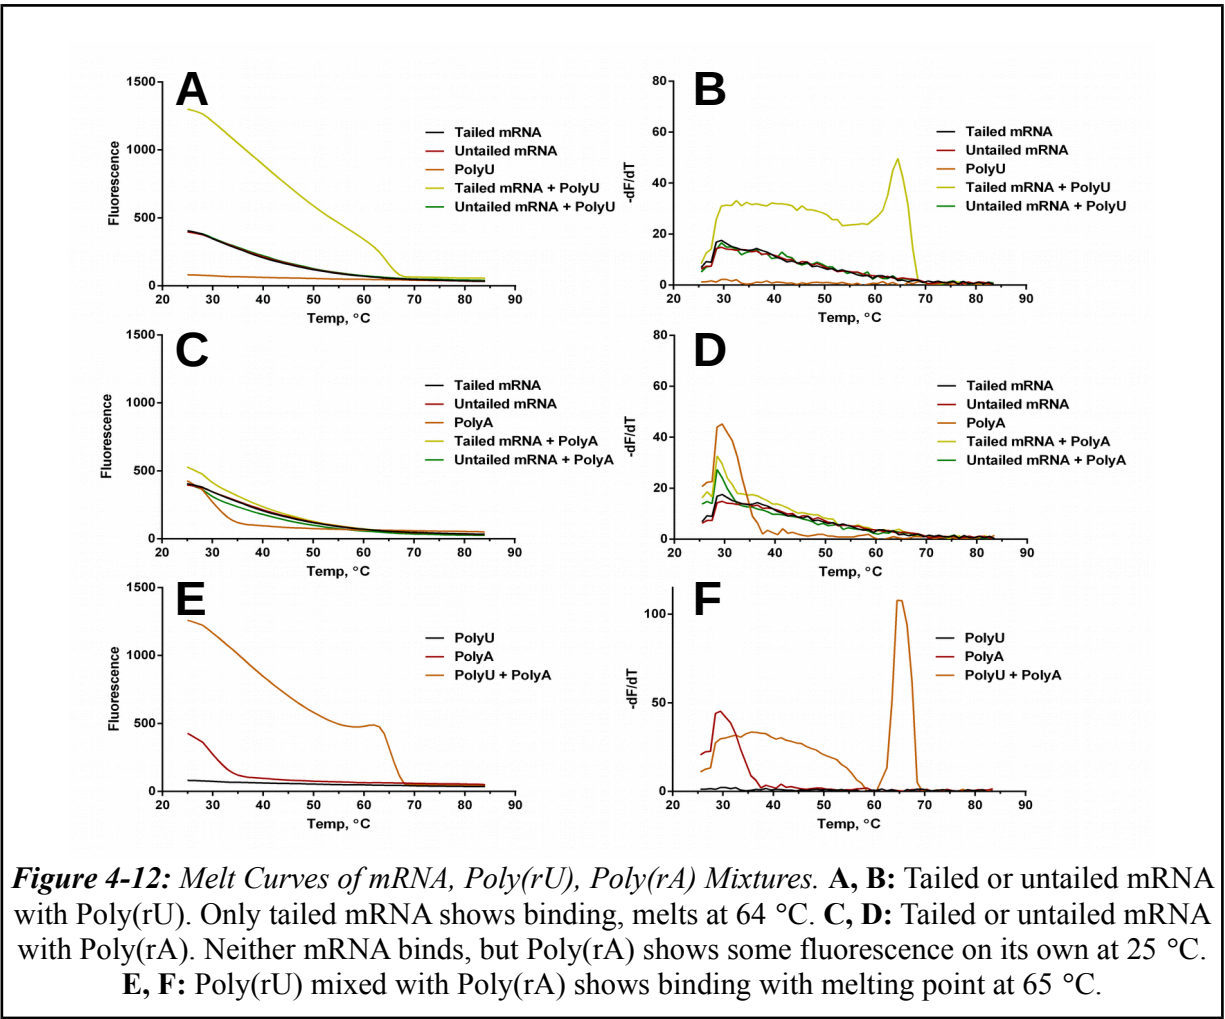 A
1500
1000
500
0
20 30 40 50 60 70 80 90
Fluorescence
Temp, °C
Tailed mRNA
Untailed mRNA
PolyU
Tailed mRNA + PolyU
Untailed mRNA + PolyU
B
80
60
40
20
0
20 30 40 50 60 70 80 90
-dF/dT
Temp, °C
Tailed mRNA
Untailed mRNA
PolyU
Tailed mRNA + PolyU
Untailed mRNA + PolyU
C
1500
1000
500
0
20 30 40 50 60 70 80 90
Fluorescence
Temp, °C
Tailed mRNA
Untailed mRNA
PolyA
Tailed mRNA + PolyA
Untailed mRNA + PolyA
D
80
60
40
20
0
20 30 40 50 60 70 80 90
-dF/dT
Temp, °C
Tailed mRNA
Untailed mRNA
PolyA
Tailed mRNA + PolyA
Untailed mRNA + PolyA
E
1500
1000
500
0
20 30 40 50 60 70 80 90
Fluorescence
Temp, °C
PolyU
PolyA
PolyU + PolyA
F
100
50
0
20 30 40 50 60 70 80 90
-dF/dT
Temp, °C
PolyU
PolyA
PolyU + PolyA
Figure 4-12: Melt Curves of mRNA, Poly(rU), Poly(rA) Mixtures. A, B: Tailed or untailed mRNA
with Poly(rU). Only tailed mRNA shows binding, melts at 64 °C. C, D: Tailed or untailed mRNA
with Poly(rA). Neither mRNA binds, but Poly(rA) shows some fluorescence on its own at 25 °C.
E, F: Poly(rU) mixed with Poly(rA) shows binding with melting point at 65 °C.